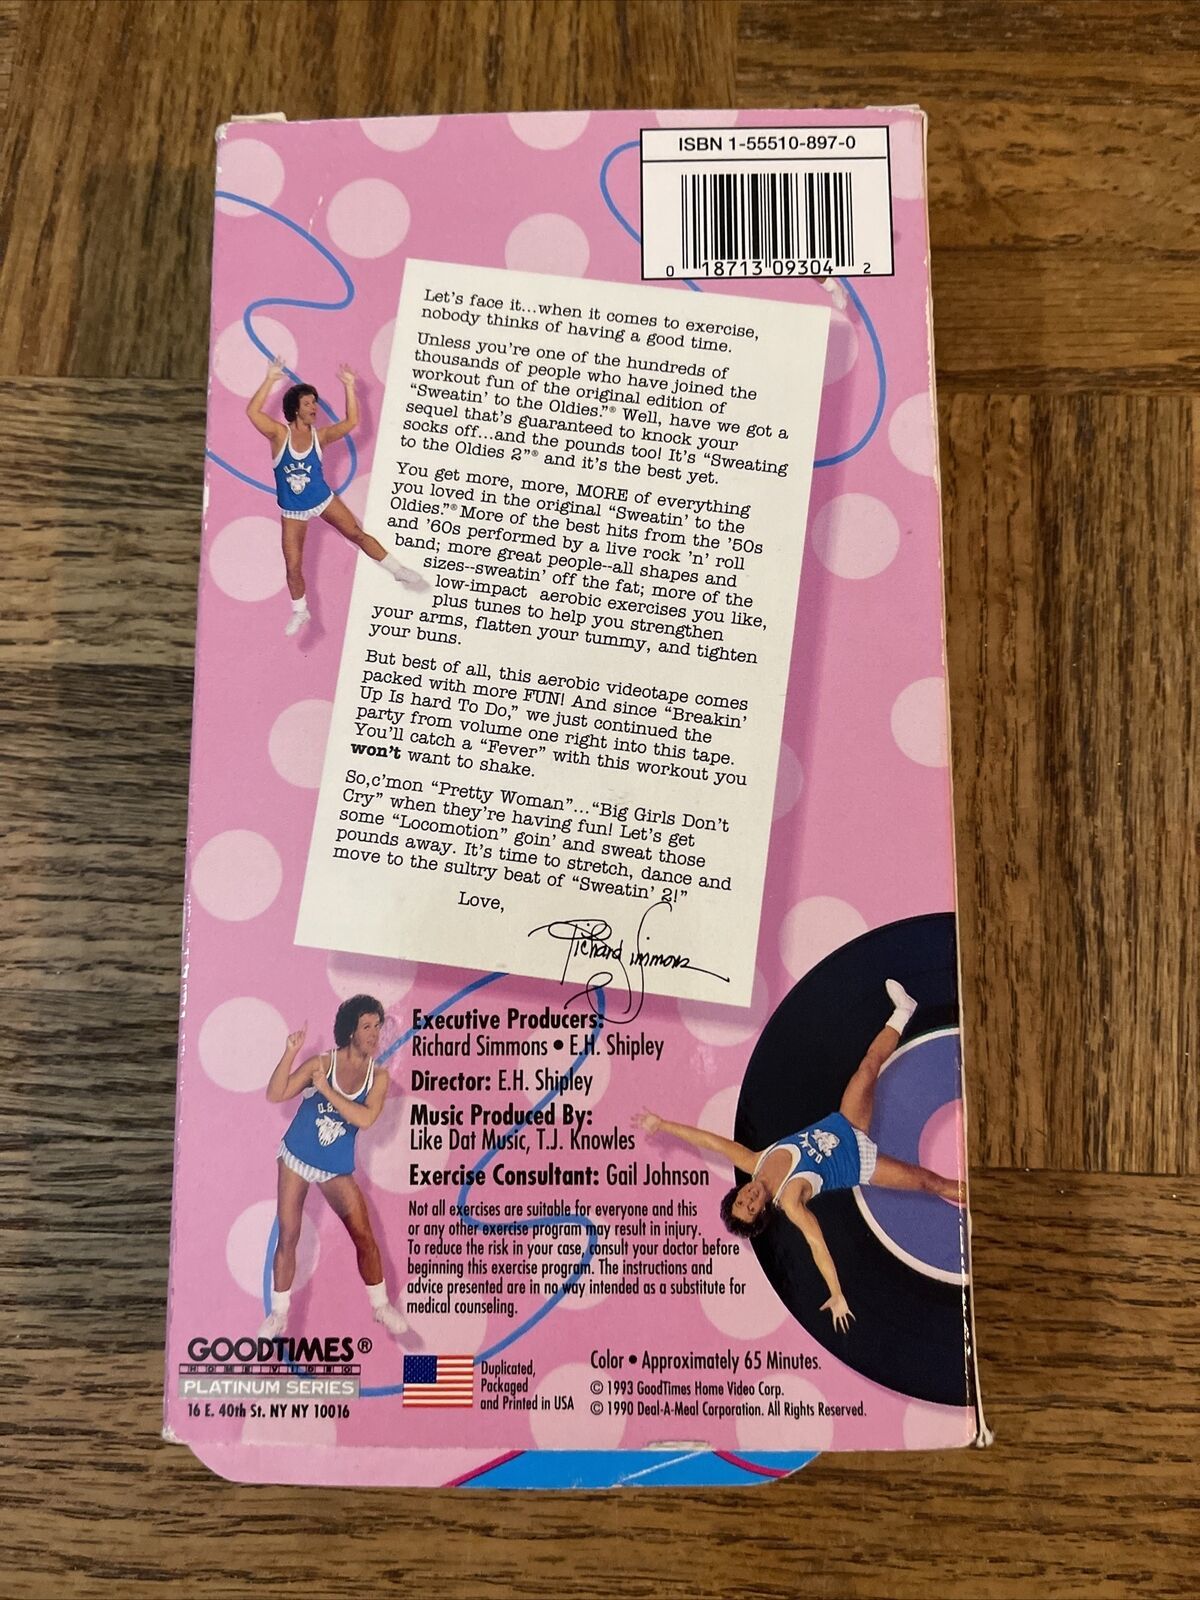 ISBN 1-55510-897-0
0 18713 09304 2
Let's face it...when it comes to exercise,
nobody thinks of having a good time.
Unless you're one of the hundreds of
thousands of people who have joined the
workout fun of the original edition of
"Sweatin' to the Oldies."® Well, have we got a
sequel that's guaranteed to knock your
socks off...and the pounds too! It's "Sweating
to the Oldies 2"® and it's the best yet.
You get more, more, MORE of everything
you loved in the original "Sweatin' to the
Oldies."® More of the best hits from the '50s
and '60s performed by a live rock 'n' roll
band; more great people--all shapes and
sizes--sweatin' off the fat; more of the
low-impact aerobic exercises you like,
plus tunes to help you strengthen
your arms, flatten your tummy, and tighten
your buns.
But best of all, this aerobic videotape comes
packed with more FUN! And since "Breakin'
Up Is hard To Do," we just continued the
party from volume one right into this tape.
You'll catch a "Fever" with this workout you
won't want to shake.
So,c'mon "Pretty Woman"..."Big Girls Don't
Cry" when they're having fun! Let's get
some "Locomotion" goin' and sweat those
pounds away. It's time to stretch, dance and
move to the sultry beat of "Sweatin' 2!"
Love,
Richard Simmons
U.S.M.A
Executive Producers:
Richard Simmons • E.H. Shipley
Director: E.H. Shipley
Music Produced By:
Like Dat Music, T.J. Knowles
Exercise Consultant: Gail Johnson
Not all exercises are suitable for everyone and this
or any other exercise program may result in injury.
To reduce the risk in your case, consult your doctor before
beginning this exercise program. The instructions and
advice presented are in no way intended as a substitute for
medical counseling.
GOODTIMES®
HOME VIDEO
PLATINUM SERIES
16 E. 40th St. NY NY 10016
Duplicated,
Packaged
and Printed in USA
Color • Approximately 65 Minutes.
© 1993 GoodTimes Home Video Corp.
© 1990 Deal-A-Meal Corporation. All Rights Reserved.